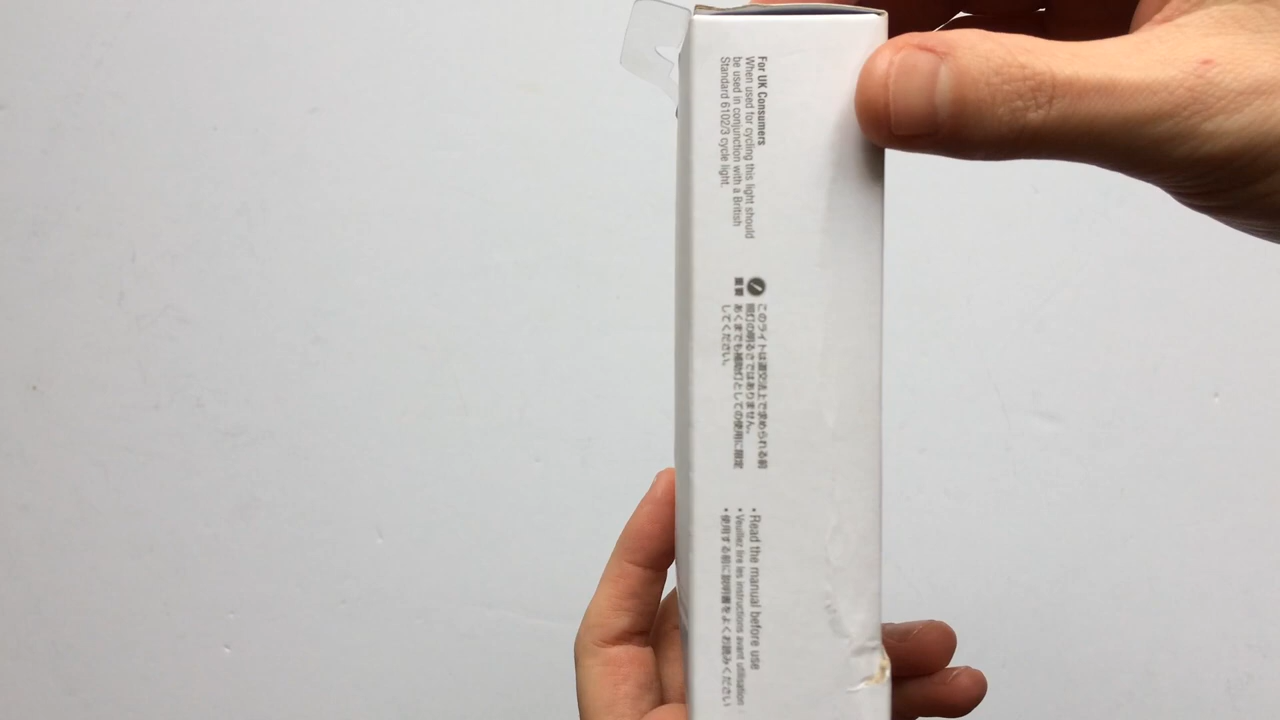 For UK Consumers
When used for cycling this light should
be used in conjunction with a British
Standard 6102/3 cycle light.
重要
このライトは道交法上で求められる前
照灯の明るさではありません。
あくまでも補助灯としての使用に限定
してください。
• Read the manual before use
• Veuillez lire les instructions avant utilisation
• 使用する前に説明書をよくお読みください